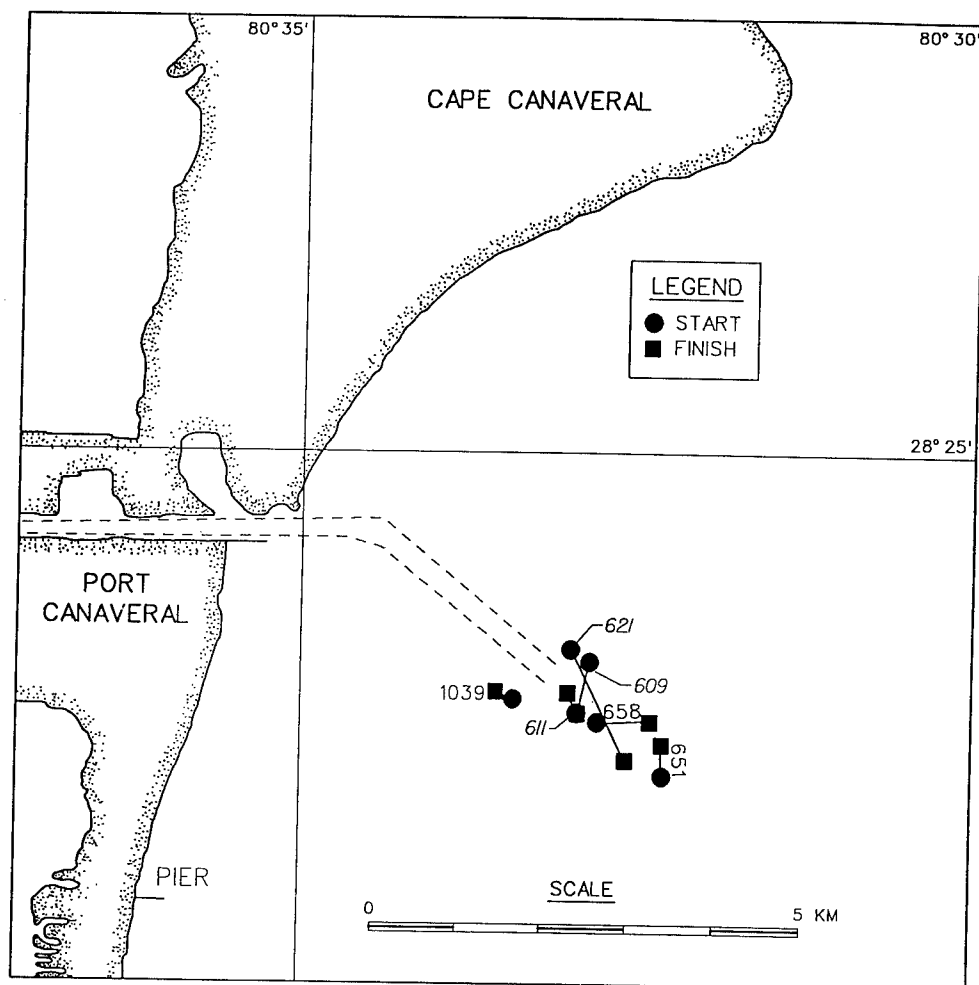 80° 35'
80° 30'
CAPE CANAVERAL
LEGEND
START
FINISH
28° 25'
PORT
CANAVERAL
621
609
1039
611
658
651
PIER
SCALE
0
5 KM